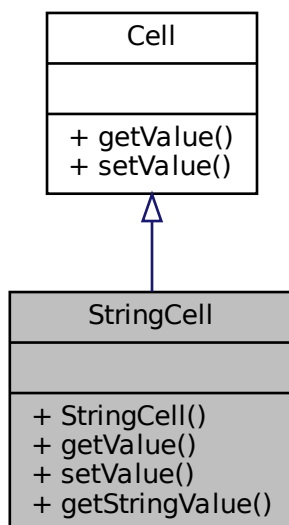 Cell
+ getValue()
+ setValue()
StringCell
+ StringCell()
+ getValue()
+ setValue()
+ getStringValue()